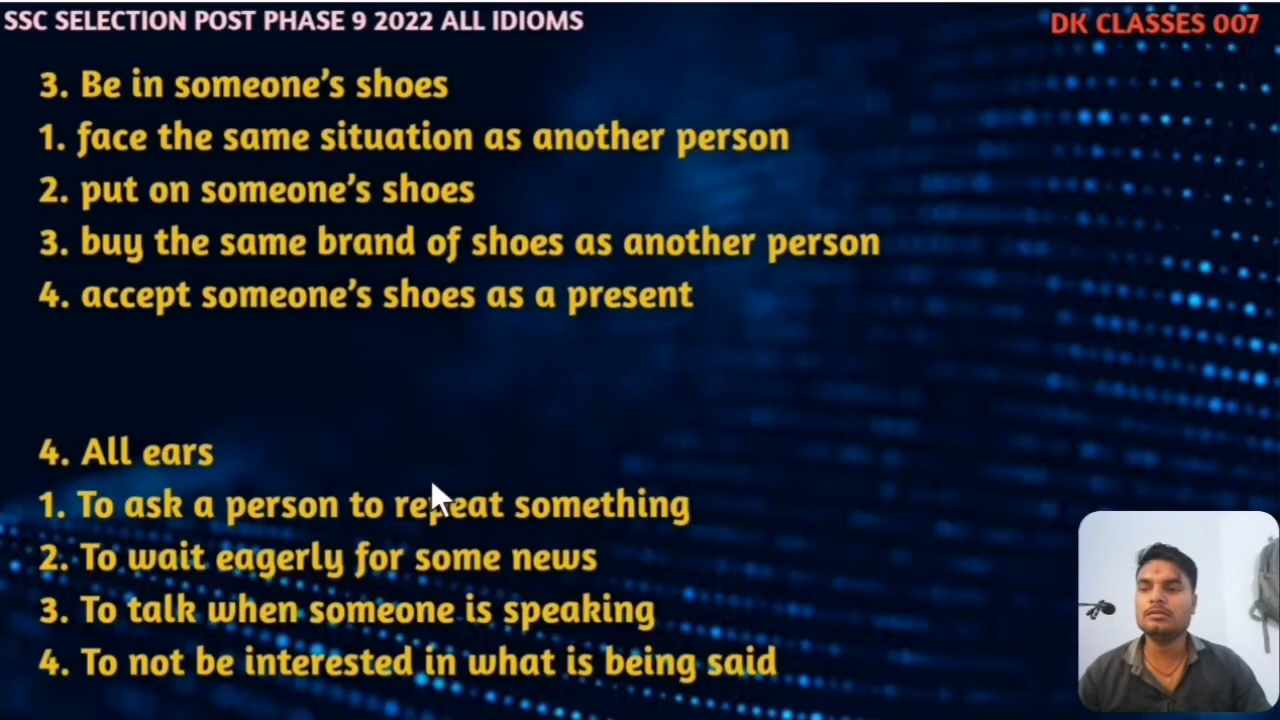 SSC SELECTION POST PHASE 9 2022 ALL IDIOMS
DK CLASSES 007
3. Be in someone's shoes
1. face the same situation as another person
2. put on someone's shoes
3. buy the same brand of shoes as another person
4. accept someone's shoes as a present
4. All ears
1. To ask a person to repeat something
2. To wait eagerly for some news
3. To talk when someone is speaking
4. To not be interested in what is being said